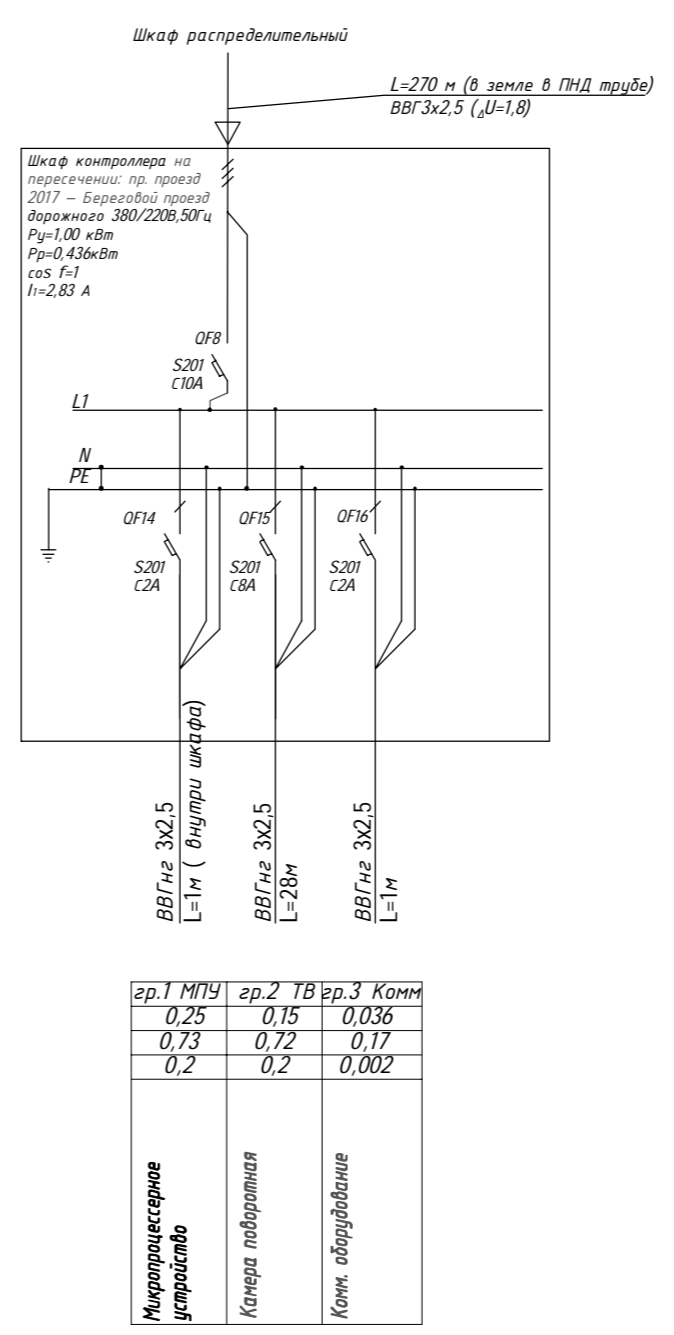 Шкаф распределительный
L=270 м (в земле в ПНД трубе)
ВВГ3х2,5 (ΔU=1,8)
Шкаф контроллера на
пересечении: пр. проезд
2017 – Береговой проезд
дорожного 380/220В,50Гц
Ру=1,00 кВт
Рр=0,436кВт
cos f=1
I1=2,83 А
QF8
S201
C10A
L1
N
PE
QF14
S201
C2A
QF15
S201
C8A
QF16
S201
C2A
ВВГнг 3х2,5
L=1м ( внутри шкафа)
ВВГнг 3х2,5
L=28м
ВВГнг 3х2,5
L=1м
гр.1 МПУ гр.2 ТВ гр.3 Комм
0,25 0,15 0,036
0,73 0,72 0,17
0,2 0,2 0,002
Микропроцессерное
устройство
Камера поворотная
Комм. оборудование